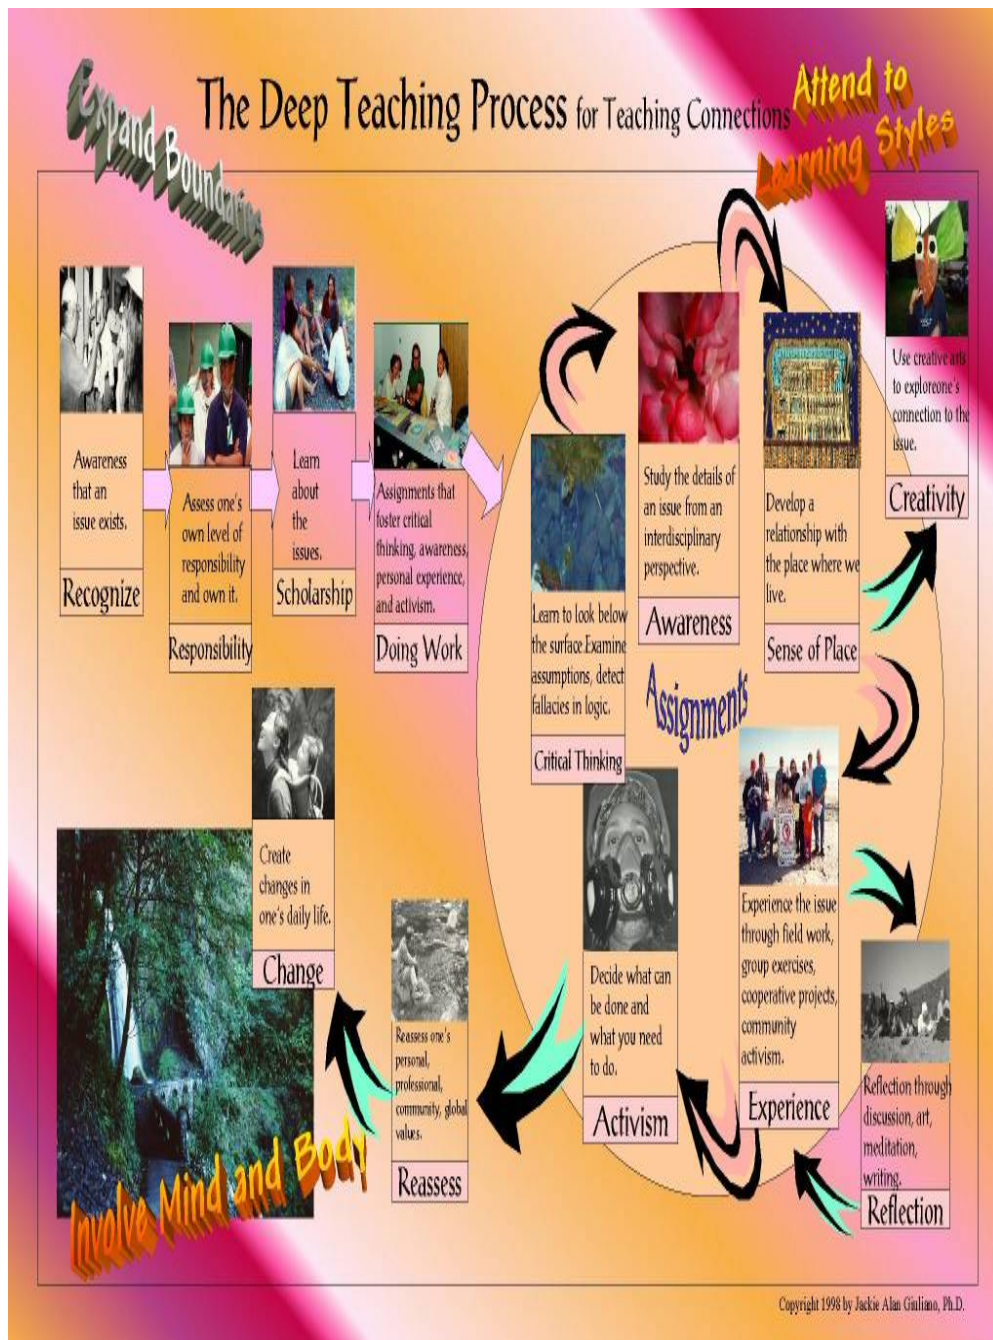 The Deep Teaching Process for Teaching Connections
Expand Boundaries
Attend to
Learning Styles
Awareness
that an
issue exists.
Recognize
Assess one's
own level of
responsibility
and own it.
Responsibility
Learn
about
the
issues.
Scholarship
Assignments that
foster critical
thinking, awareness,
personal experience,
and activism.
Doing Work
Learn to look below
the surface.Examine
assumptions, detect
fallacies in logic.
Critical Thinking
Study the details of
an issue from an
interdisciplinary
perspective.
Awareness
Develop a
relationship with
the place where we
live.
Sense of Place
Use creative arts
to exploreone's
connection to the
issue.
Creativity
Assignments
Experience the issue
through field work,
group exercises,
cooperative projects,
community
activism.
Experience
Reflection through
discussion, art,
meditation,
writing.
Reflection
Decide what can
be done and
what you need
to do.
Activism
Reassess one's
personal,
professional,
community, global
values.
Reassess
Create
changes in
one's daily life.
Change
Involve Mind and Body
Copyright 1998 by Jackie Alan Giuliano, Ph.D.